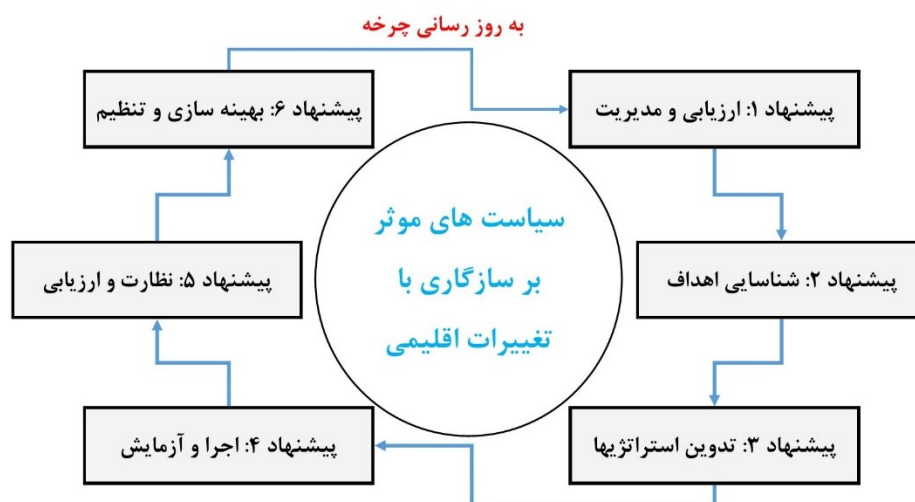 به روز رسانی چرخه
پیشنهاد ۱: ارزیابی و مدیریت
پیشنهاد ۲: شناسایی اهداف
پیشنهاد ۳: تدوین استراتژیها
پیشنهاد ۴: اجرا و آزمایش
پیشنهاد ۵: نظارت و ارزیابی
پیشنهاد ۶: بهینه سازی و تنظیم
سیاست های موثر
بر سازگاری با
تغییرات اقلیمی